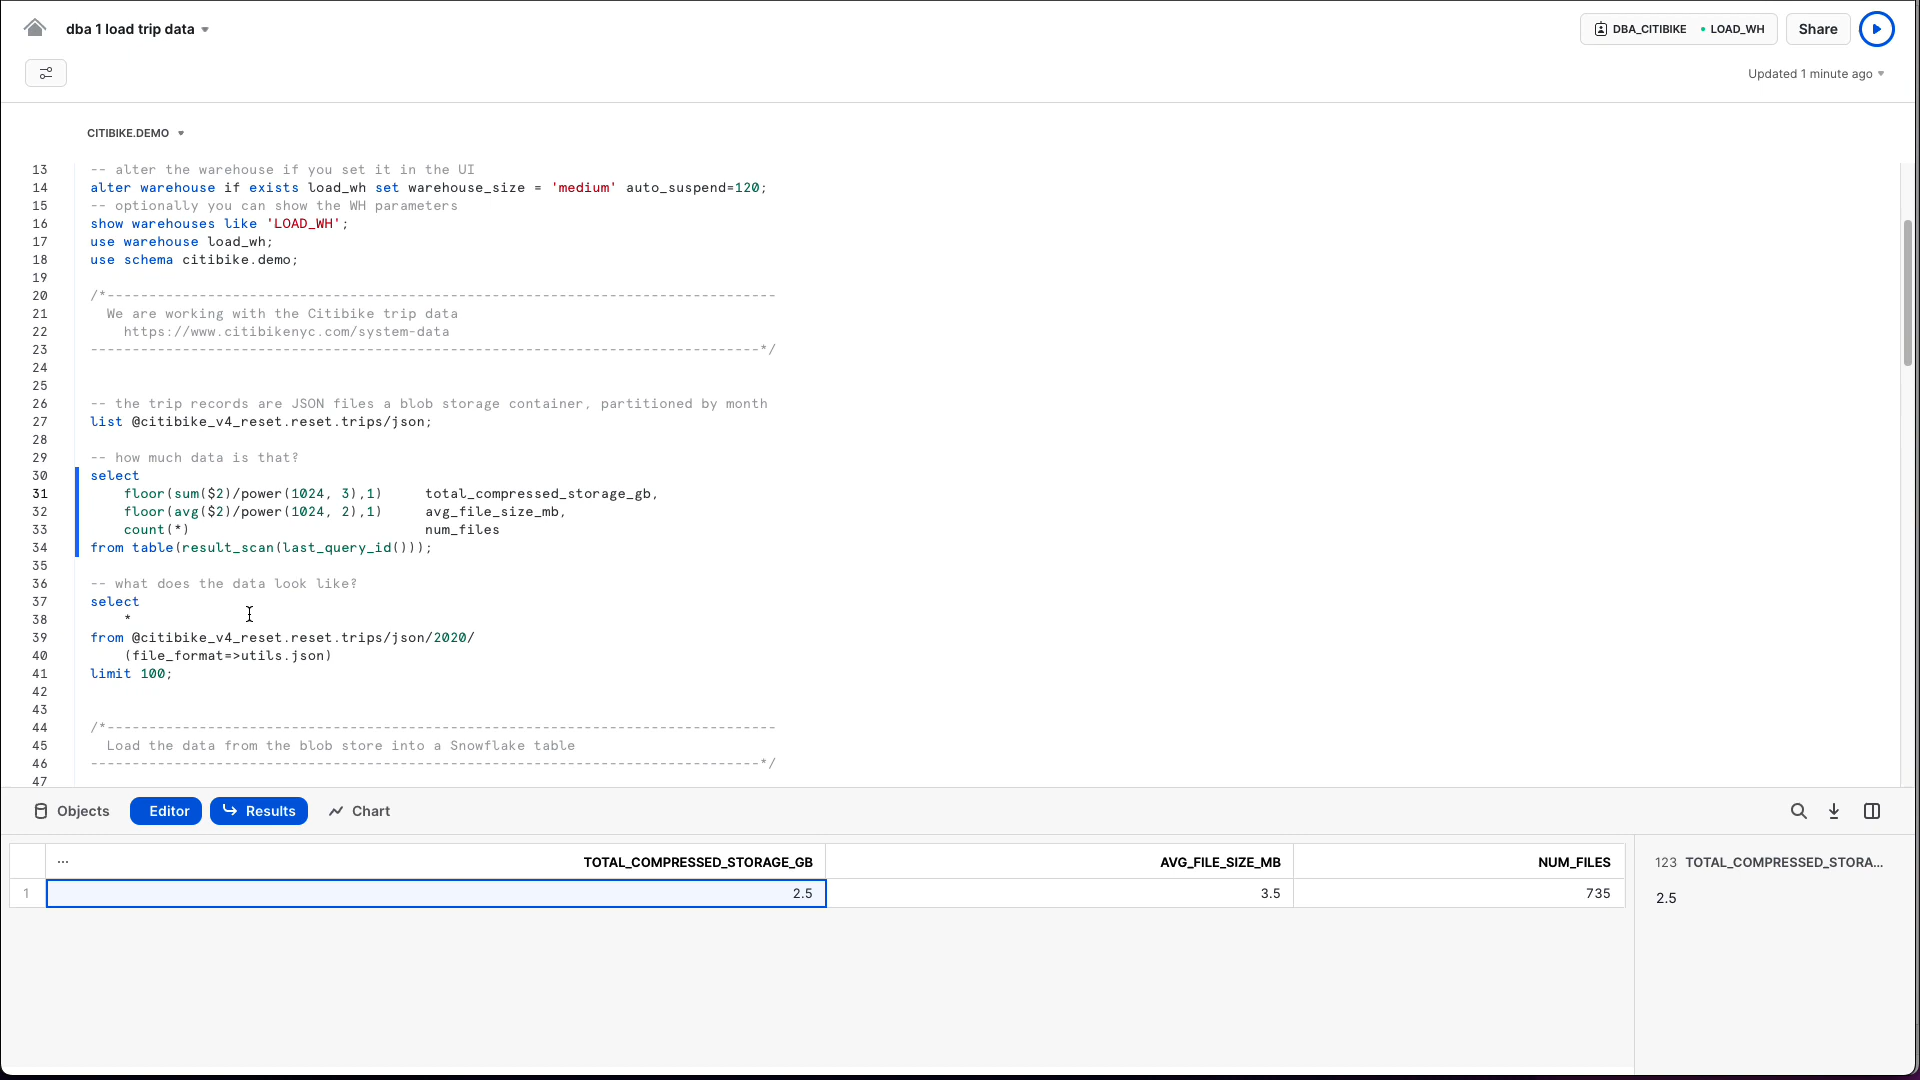 dba 1 load trip data
DBA_CITIBIKE LOAD_WH
Share
Updated 1 minute ago
CITIBIKE.DEMO
13 -- alter the warehouse if you set it in the UI
14 alter warehouse if exists load_wh set warehouse_size = 'medium' auto_suspend=120;
15 -- optionally you can show the WH parameters
16 show warehouses like 'LOAD_WH';
17 use warehouse load_wh;
18 use schema citibike.demo;
19
20 /*--------------------------------------------------------------------------------
21 We are working with the Citibike trip data
22 https://www.citibikenyc.com/system-data
23 --------------------------------------------------------------------------------*/
24
25
26 -- the trip records are JSON files a blob storage container, partitioned by month
27 list @citibike_v4_reset.reset.trips/json;
28
29 -- how much data is that?
30 select
31 floor(sum($2)/power(1024, 3),1) total_compressed_storage_gb,
32 floor(avg($2)/power(1024, 2),1) avg_file_size_mb,
33 count(*) num_files
34 from table(result_scan(last_query_id()));
35
36 -- what does the data look like?
37 select
38 *
39 from @citibike_v4_reset.reset.trips/json/2020/
40 (file_format=>utils.json)
41 limit 100;
42
43
44 /*--------------------------------------------------------------------------------
45 Load the data from the blob store into a Snowflake table
46 --------------------------------------------------------------------------------*/
47
Objects Editor Results Chart
... TOTAL_COMPRESSED_STORAGE_GB AVG_FILE_SIZE_MB NUM_FILES
1 2.5 3.5 735
123 TOTAL_COMPRESSED_STORA...
2.5